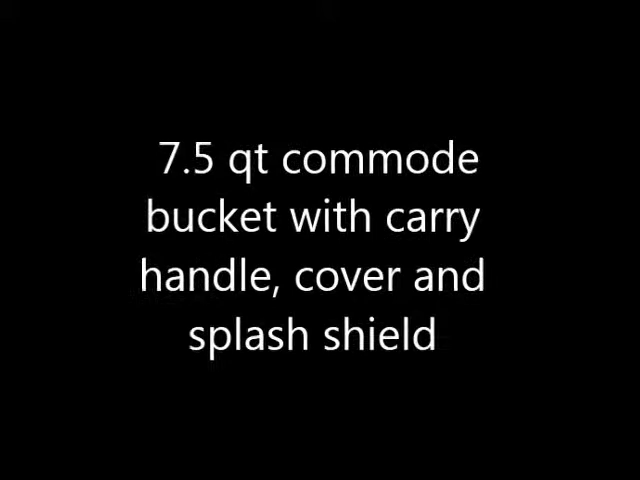 7.5 qt commode
bucket with carry
handle, cover and
splash shield